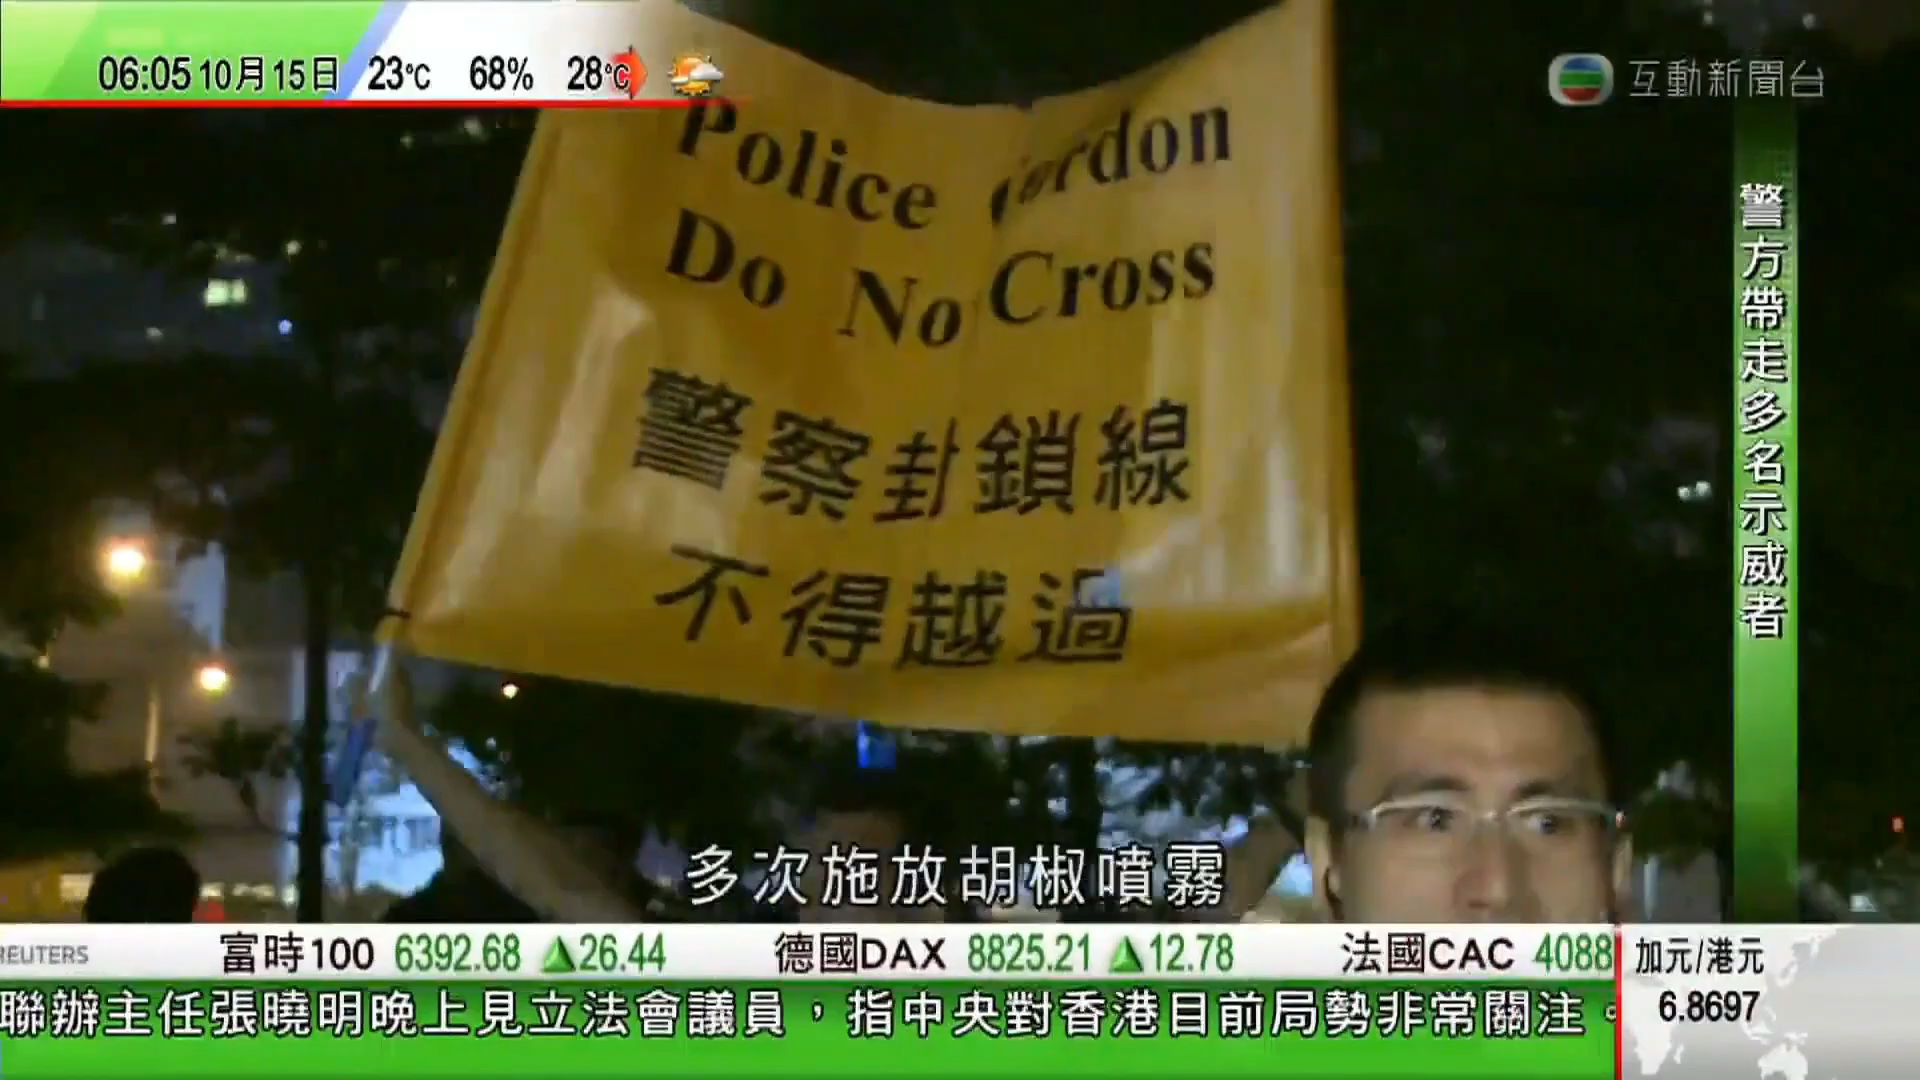 06:05 10月15日 23°C 68% 28°C
互動新聞台
Police Cordon
Do No Cross
警察封鎖線
不得越過
警方帶走多名示威者
多次施放胡椒噴霧
REUTERS 富時100 6392.68 ▲26.44 德國DAX 8825.21 ▲12.78 法國CAC 4088
加元/港元
6.8697
聯辦主任張曉明晚上見立法會議員，指中央對香港目前局勢非常關注。